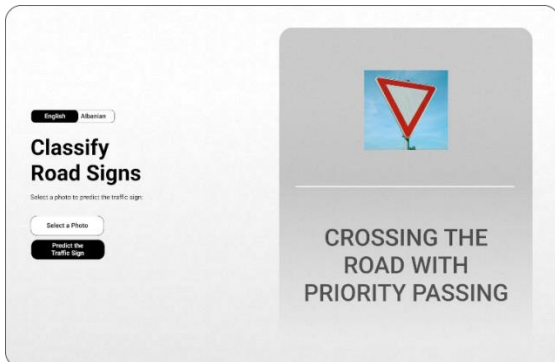 English Albanian
Classify
Road Signs
Select a photo to predict the traffic sign:
Select a Photo
Predict the
Traffic Sign
CROSSING THE
ROAD WITH
PRIORITY PASSING